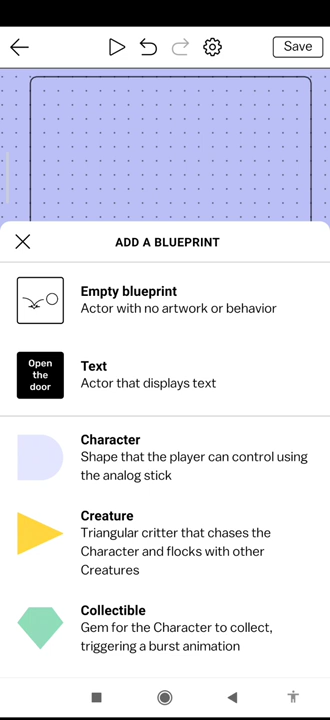 Save
ADD A BLUEPRINT
Empty blueprint
Actor with no artwork or behavior
Open
the
door
Text
Actor that displays text
Character
Shape that the player can control using
the analog stick
Creature
Triangular critter that chases the
Character and flocks with other
Creatures
Collectible
Gem for the Character to collect,
triggering a burst animation